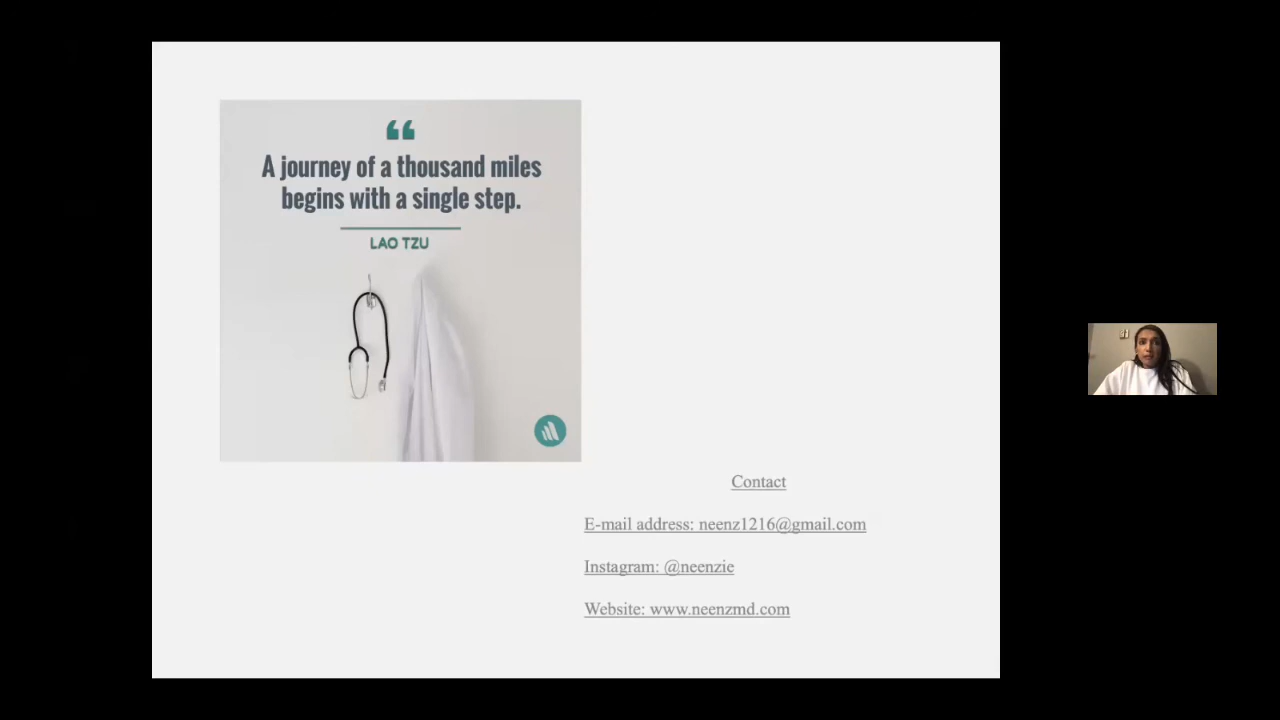 A journey of a thousand miles
begins with a single step.
LAO TZU
Contact
E-mail address: neenz1216@gmail.com
Instagram: @neenzie
Website: www.neenzmd.com